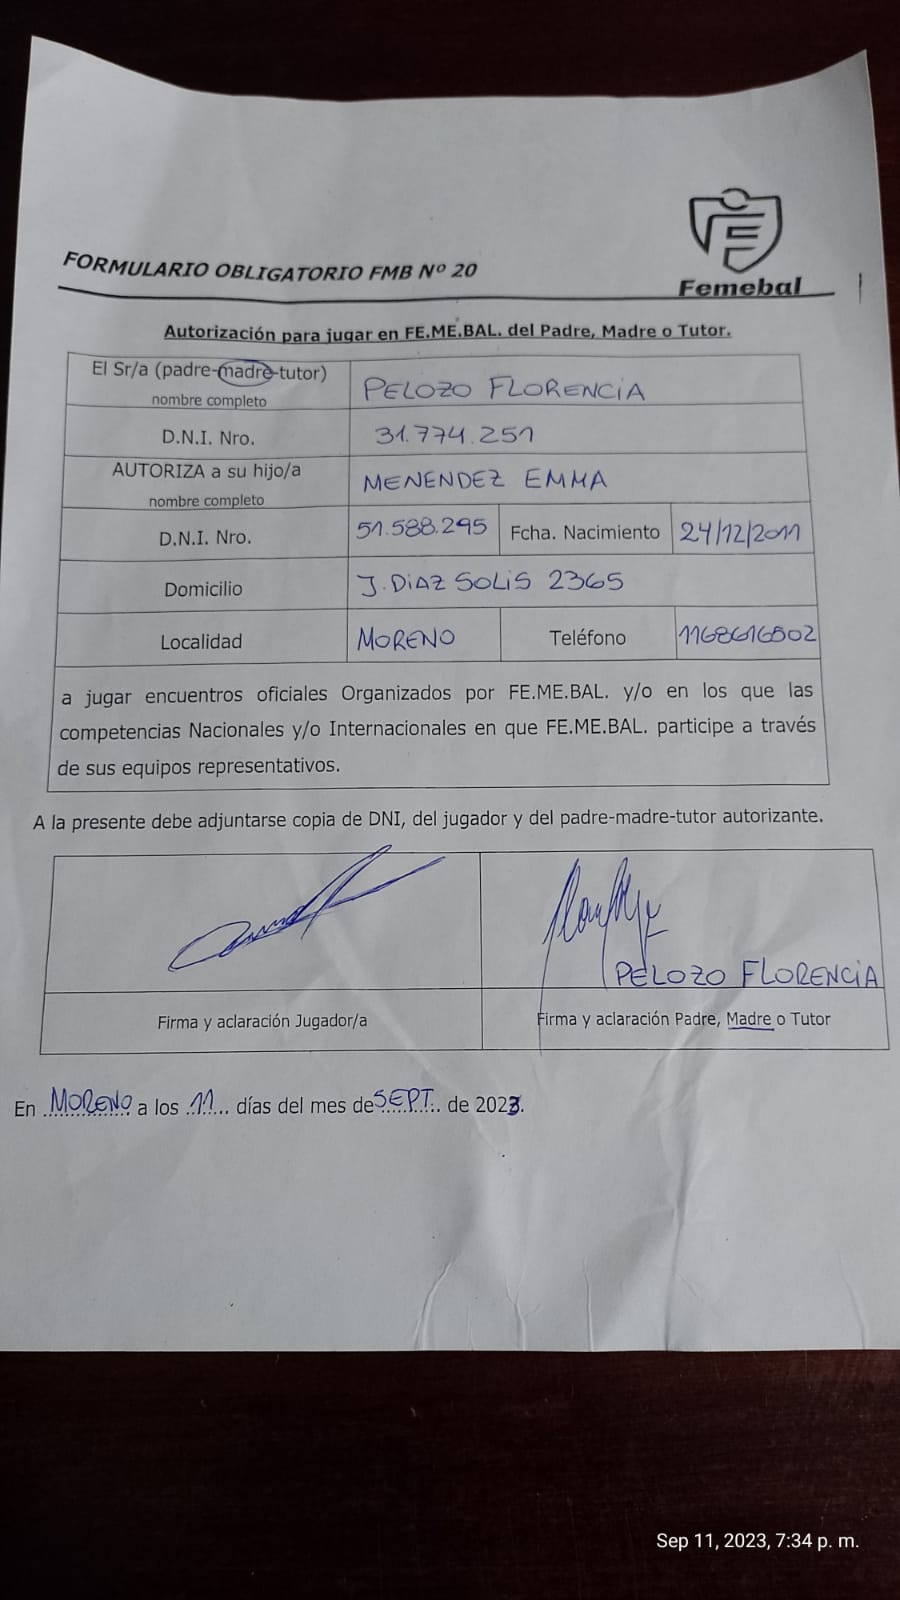 FORMULARIO OBLIGATORIO FMB Nº 20
Femebal
Autorización para jugar en FE.ME.BAL. del Padre, Madre o Tutor.
El Sr/a (padre-madre-tutor)
nombre completo
PELOZO FLORENCIA
D.N.I. Nro.
31.774.251
AUTORIZA a su hijo/a
nombre completo
MENENDEZ EMMA
D.N.I. Nro.
51.588.295
Fcha. Nacimiento
24/12/2011
Domicilio
J. DIAZ SOLIS 2365
Localidad
MORENO
Teléfono
1168616502
a jugar encuentros oficiales Organizados por FE.ME.BAL. y/o en los que las
competencias Nacionales y/o Internacionales en que FE.ME.BAL. participe a través
de sus equipos representativos.
A la presente debe adjuntarse copia de DNI, del jugador y del padre-madre-tutor autorizante.
PELOZO FLORENCIA
Firma y aclaración Jugador/a
Firma y aclaración Padre, Madre o Tutor
En MORENO a los 11 días del mes de SEPT. de 2023.
Sep 11, 2023, 7:34 p. m.